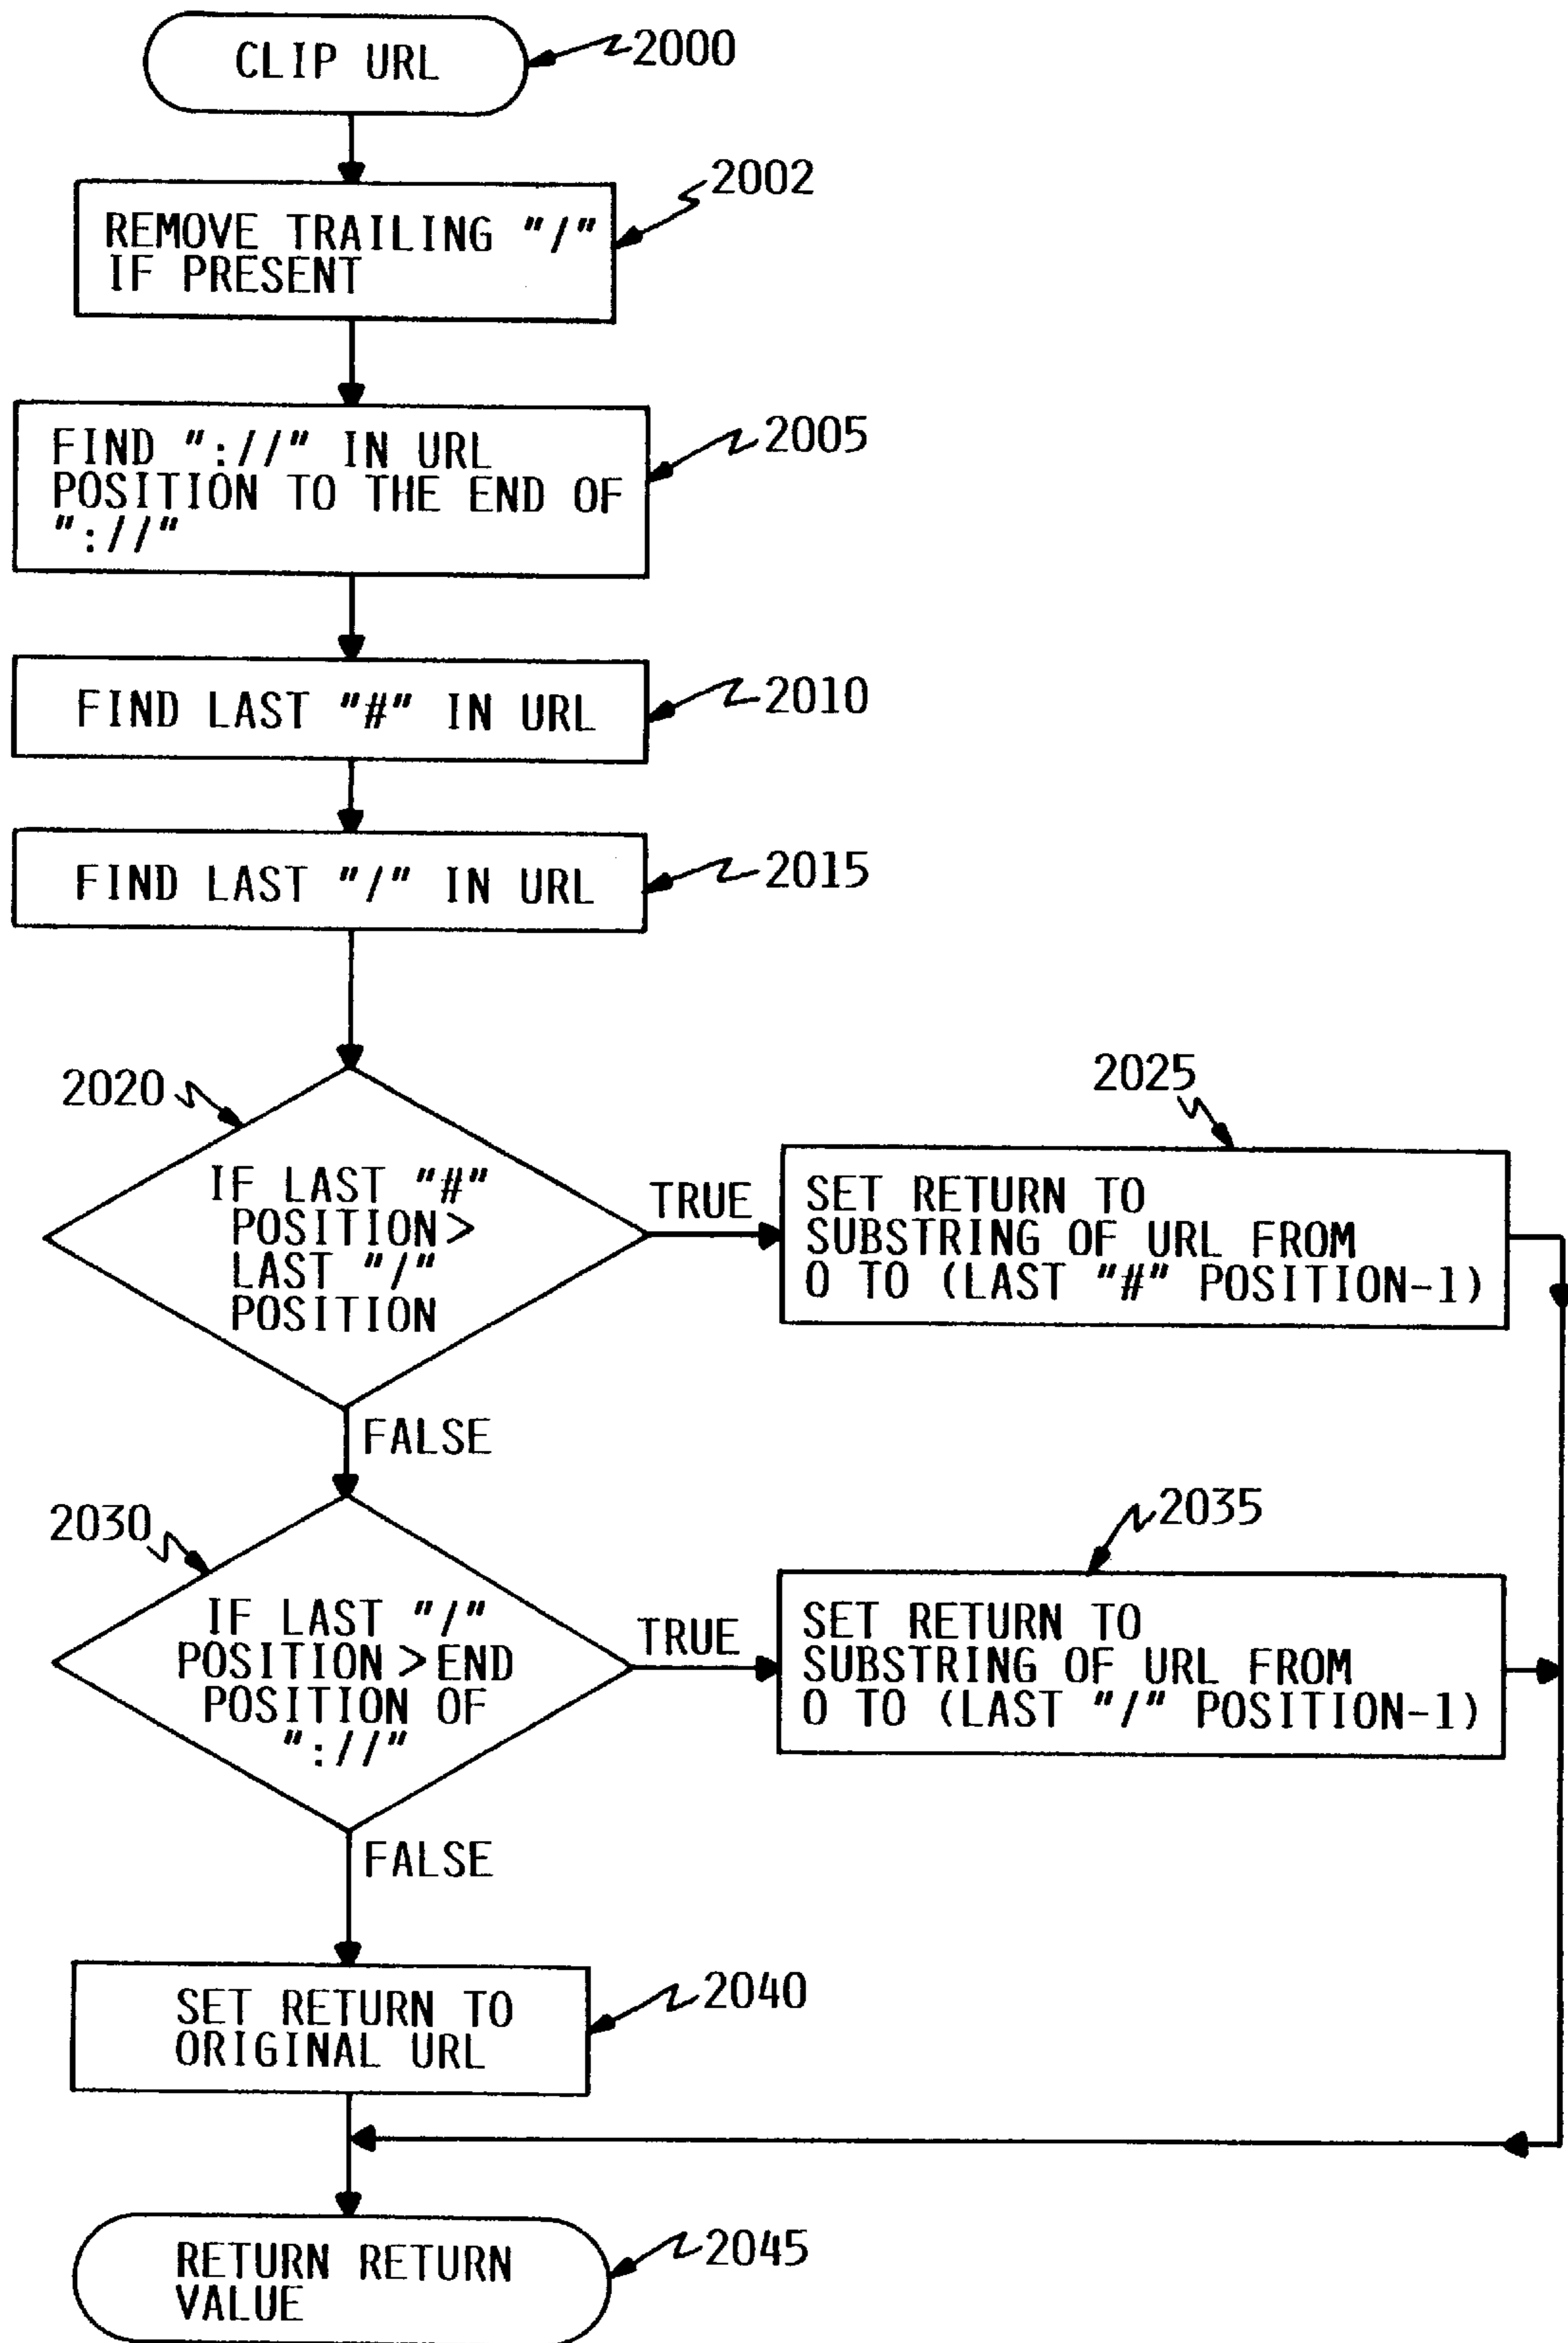 CLIP URL
2000
2002
REMOVE TRAILING "/"
IF PRESENT
2005
FIND "://" IN URL
POSITION TO THE END OF
"://"
2010
FIND LAST "#" IN URL
2015
FIND LAST "/" IN URL
2020
IF LAST "#"
POSITION>
LAST "/"
POSITION
TRUE
2025
SET RETURN TO
SUBSTRING OF URL FROM
0 TO (LAST "#" POSITION-1)
FALSE
2030
IF LAST "/"
POSITION>END
POSITION OF
"://"
TRUE
2035
SET RETURN TO
SUBSTRING OF URL FROM
0 TO (LAST "/" POSITION-1)
FALSE
2040
SET RETURN TO
ORIGINAL URL
2045
RETURN RETURN
VALUE